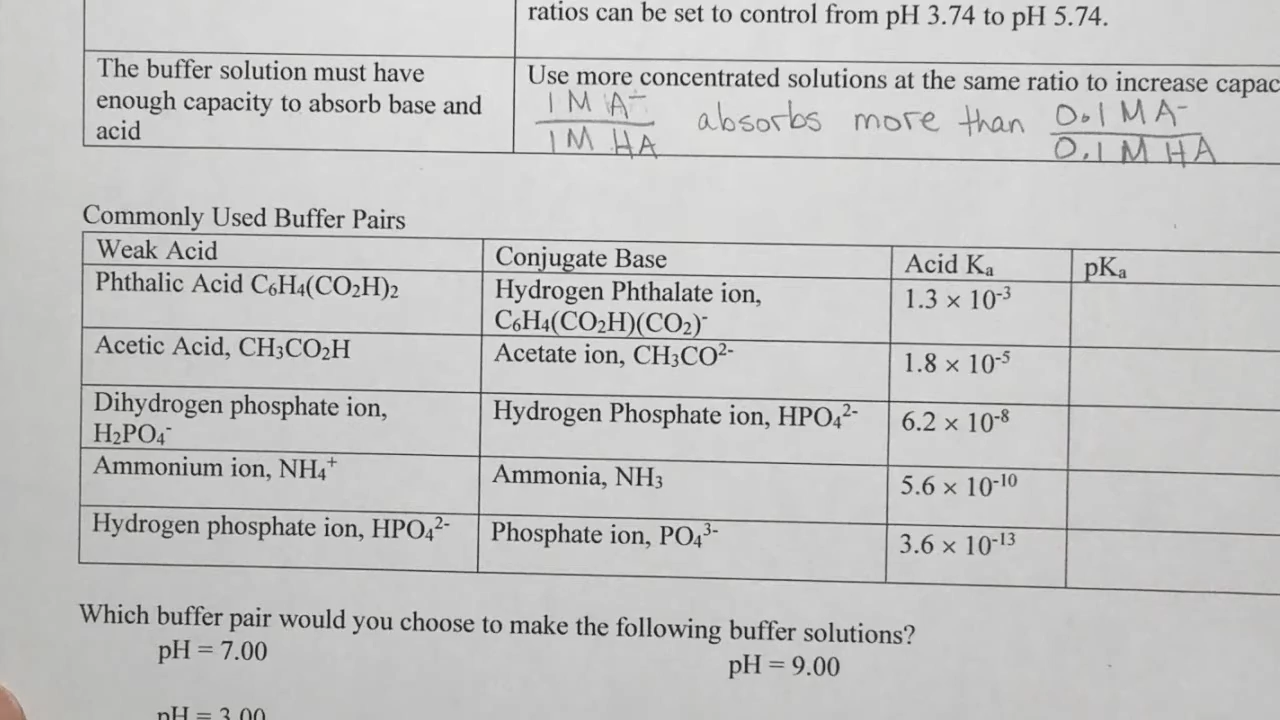 ratios can be set to control from pH 3.74 to pH 5.74.
The buffer solution must have
enough capacity to absorb base and
acid
Use more concentrated solutions at the same ratio to increase capac
1 M A⁻ absorbs more than 0.1 M A⁻
1 M HA 0.1 M HA
Commonly Used Buffer Pairs
Weak Acid Conjugate Base Acid Kₐ pKₐ
Phthalic Acid C₆H₄(CO₂H)₂ Hydrogen Phthalate ion, 1.3 × 10⁻³
C₆H₄(CO₂H)(CO₂)⁻
Acetic Acid, CH₃CO₂H Acetate ion, CH₃CO²⁻ 1.8 × 10⁻⁵
Dihydrogen phosphate ion, Hydrogen Phosphate ion, HPO₄²⁻ 6.2 × 10⁻⁸
H₂PO₄⁻
Ammonium ion, NH₄⁺ Ammonia, NH₃ 5.6 × 10⁻¹⁰
Hydrogen phosphate ion, HPO₄²⁻ Phosphate ion, PO₄³⁻ 3.6 × 10⁻¹³
Which buffer pair would you choose to make the following buffer solutions?
pH = 7.00 pH = 9.00
pH = 3.00